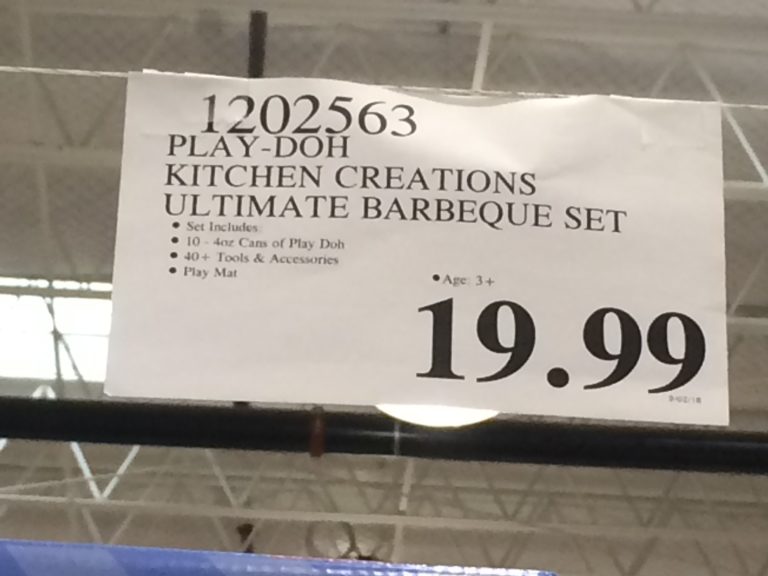 1202563
PLAY-DOH
KITCHEN CREATIONS
ULTIMATE BARBEQUE SET
• Set Includes:
• 10 - 4oz Cans of Play Doh
• 40+ Tools & Accessories
• Play Mat
• Age: 3+
19.99